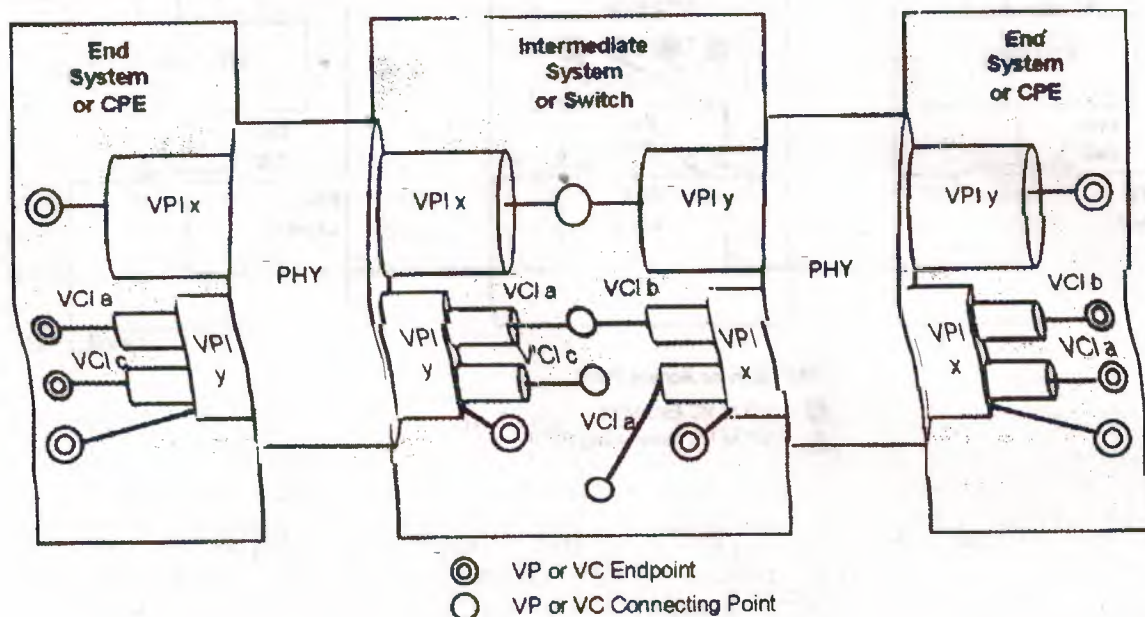 End
System
or CPE
Intermediate
System
or Switch
End
System
or CPE
VPI x
VPI x
VPI y
VPI y
PHY
PHY
VCI a
VCI a
VCI b
VCI b
VCI c
VPI
y
VPI
y
VCI c
VPI
x
VPI
x
VCI a
VCI a
VP or VC Endpoint
VP or VC Connecting Point